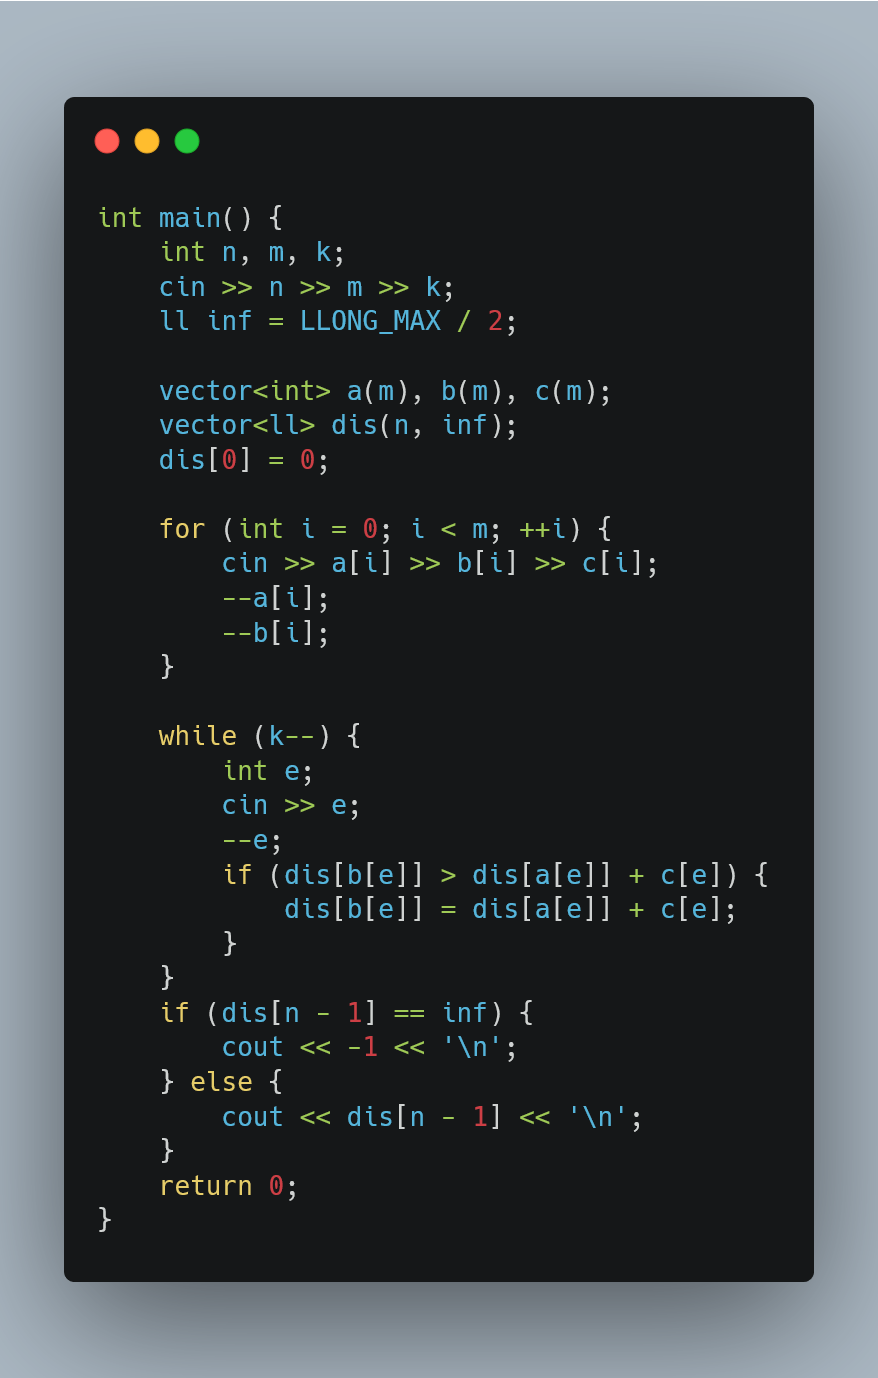 int main() {
    int n, m, k;
    cin >> n >> m >> k;
    ll inf = LLONG_MAX / 2;

    vector<int> a(m), b(m), c(m);
    vector<ll> dis(n, inf);
    dis[0] = 0;

    for (int i = 0; i < m; ++i) {
        cin >> a[i] >> b[i] >> c[i];
        --a[i];
        --b[i];
    }

    while (k--) {
        int e;
        cin >> e;
        --e;
        if (dis[b[e]] > dis[a[e]] + c[e]) {
            dis[b[e]] = dis[a[e]] + c[e];
        }
    }
    if (dis[n - 1] == inf) {
        cout << -1 << '\n';
    } else {
        cout << dis[n - 1] << '\n';
    }
    return 0;
}